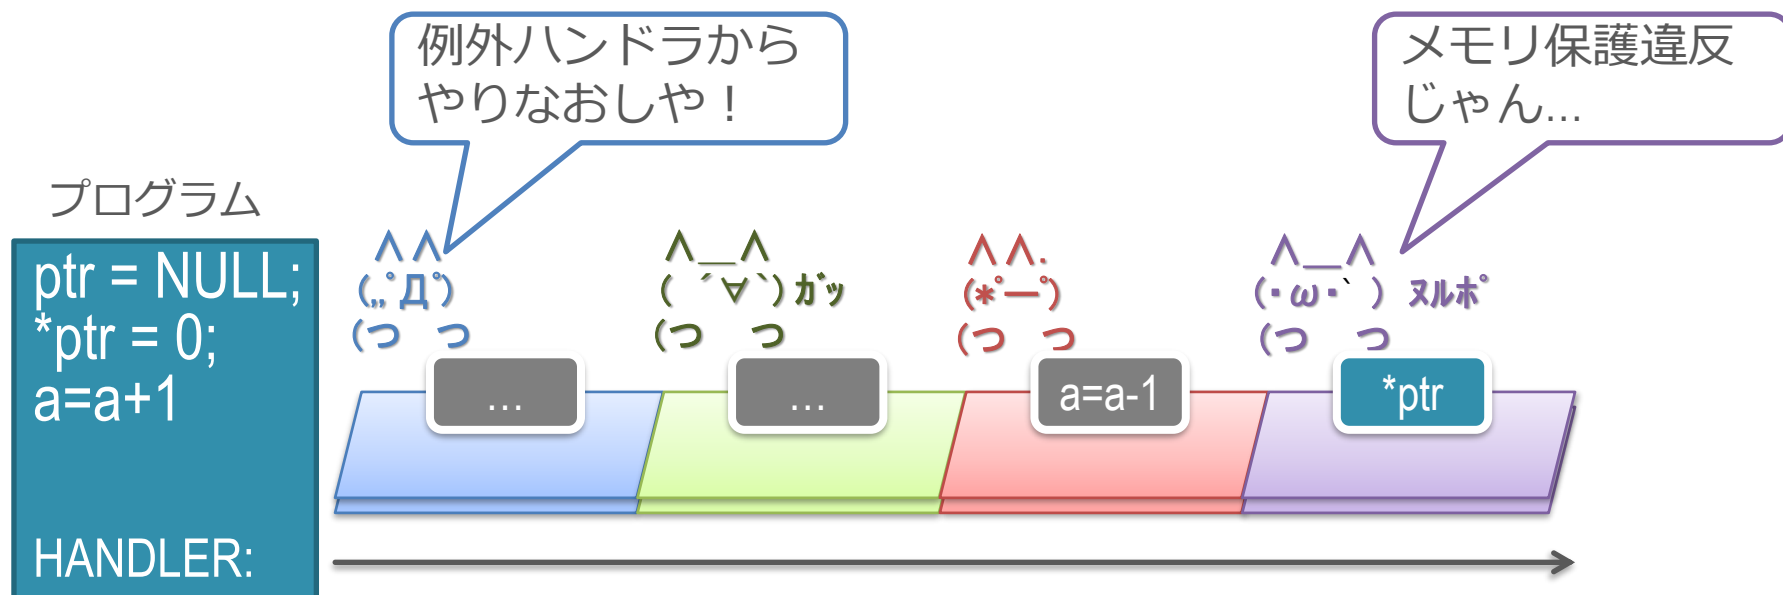 例外ハンドラから
やりなおしや！
メモリ保護違反
じゃん...
プログラム
ptr = NULL;
*ptr = 0;
a=a+1
HANDLER:
∧ ∧
(,,ﾟДﾟ)
(つ　つ
∧＿∧
( ´∀`) ｶﾞｯ
(つ　つ
∧ ∧.
(*ﾟーﾟ)
(つ　つ
∧＿∧
(・ω・` ) ﾇﾙﾎﾟ
(つ　つ
...
...
a=a-1
*ptr